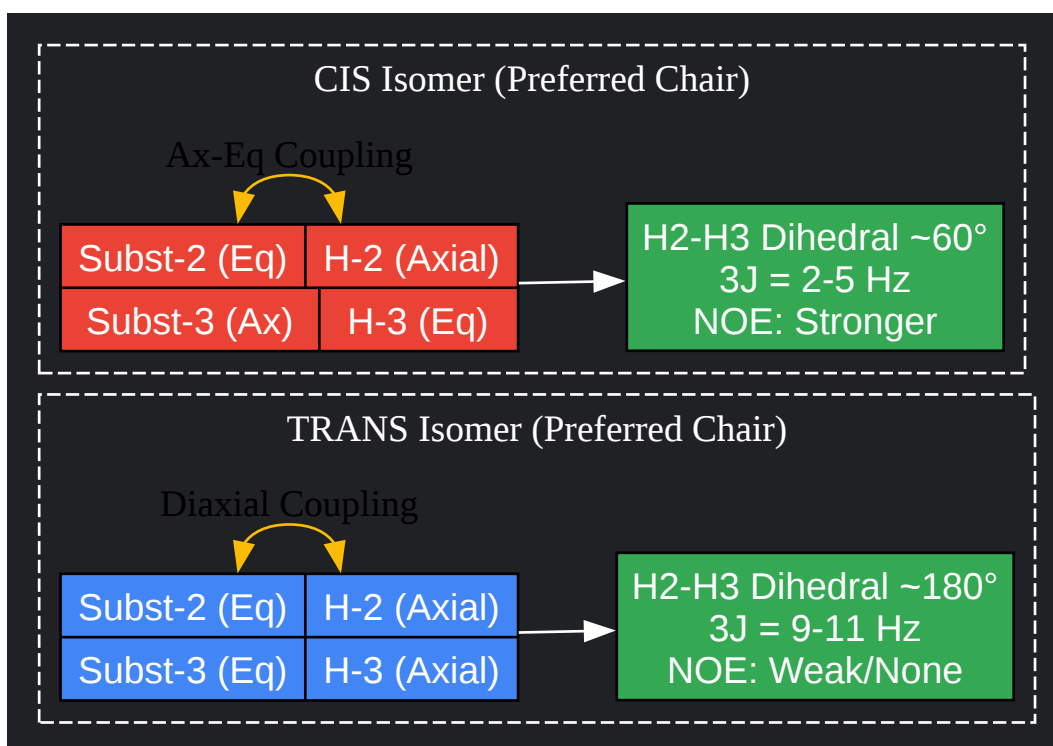 CIS Isomer (Preferred Chair)
Ax-Eq Coupling
Subst-2 (Eq) H-2 (Axial)
Subst-3 (Ax) H-3 (Eq)
H2-H3 Dihedral ~60°
3J = 2-5 Hz
NOE: Stronger
TRANS Isomer (Preferred Chair)
Diaxial Coupling
Subst-2 (Eq) H-2 (Axial)
Subst-3 (Eq) H-3 (Axial)
H2-H3 Dihedral ~180°
3J = 9-11 Hz
NOE: Weak/None